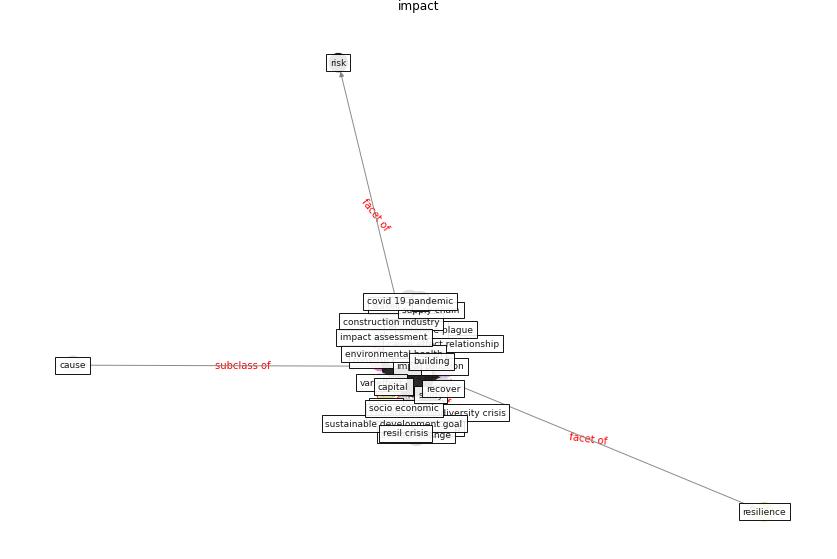 impact
risk
facet of
covid 19 pandemic
supply chain
construction industry
plague
impact assessment
relationship
environmental health
building
cause
subclass of
capital
recover
socio economic
diversity crisis
sustainable development goal
resil crisis
facet of
resilience